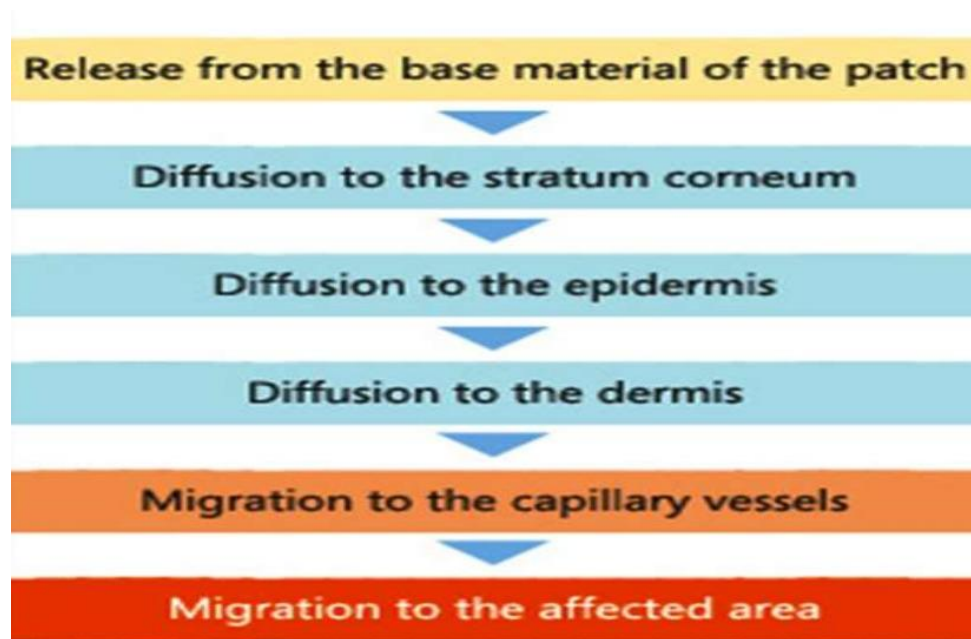 Release from the base material of the patch
Diffusion to the stratum corneum
Diffusion to the epidermis
Diffusion to the dermis
Migration to the capillary vessels
Migration to the affected area